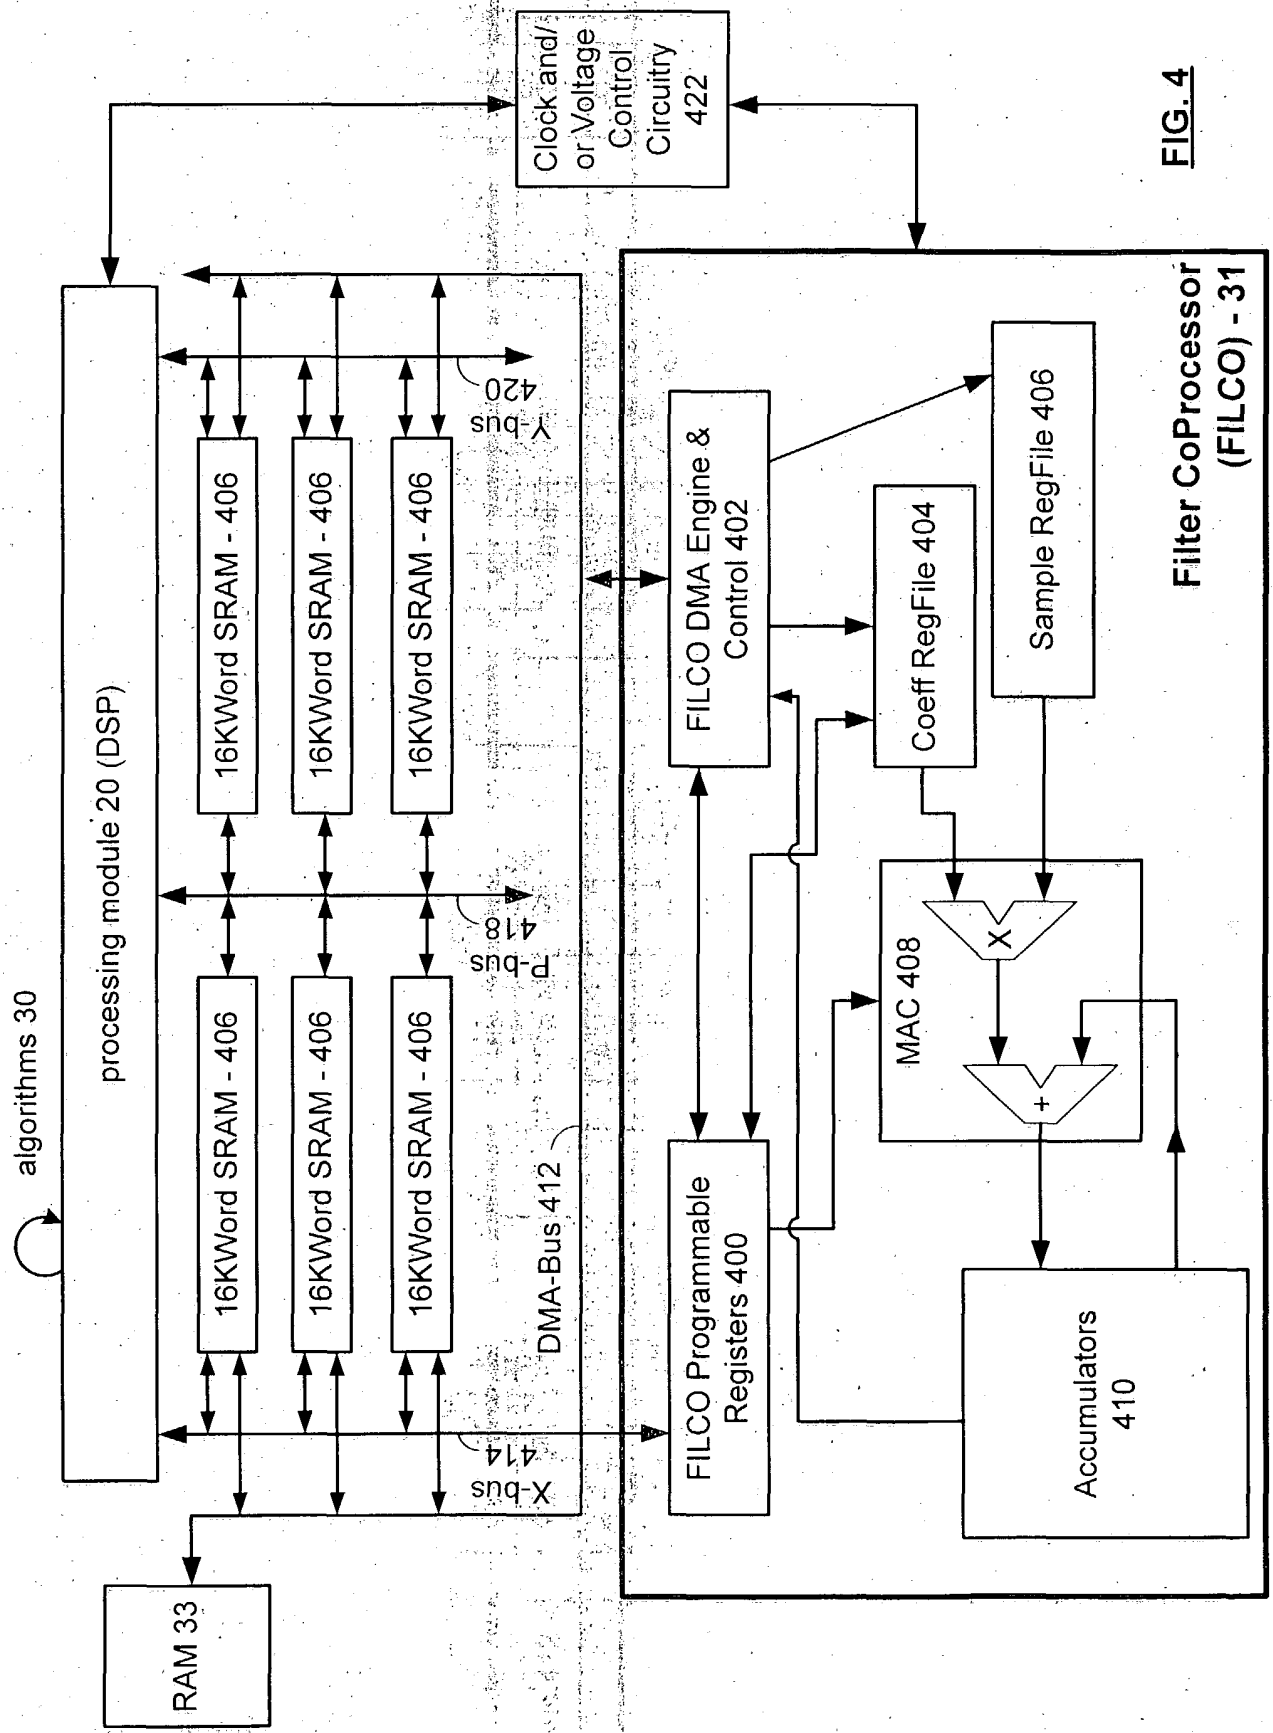 algorithms 30
processing module 20 (DSP)
RAM 33
16KWord SRAM - 406
16KWord SRAM - 406
16KWord SRAM - 406
16KWord SRAM - 406
16KWord SRAM - 406
16KWord SRAM - 406
X-bus
414
P-bus
418
Y-bus
420
DMA-Bus 412
Clock and/
or Voltage
Control
Circuitry
422
FILCO Programmable
Registers 400
FILCO DMA Engine &
Control 402
Coeff RegFile 404
Sample RegFile 406
MAC 408
X
+
Accumulators
410
Filter CoProcessor
(FILCO) - 31
FIG. 4